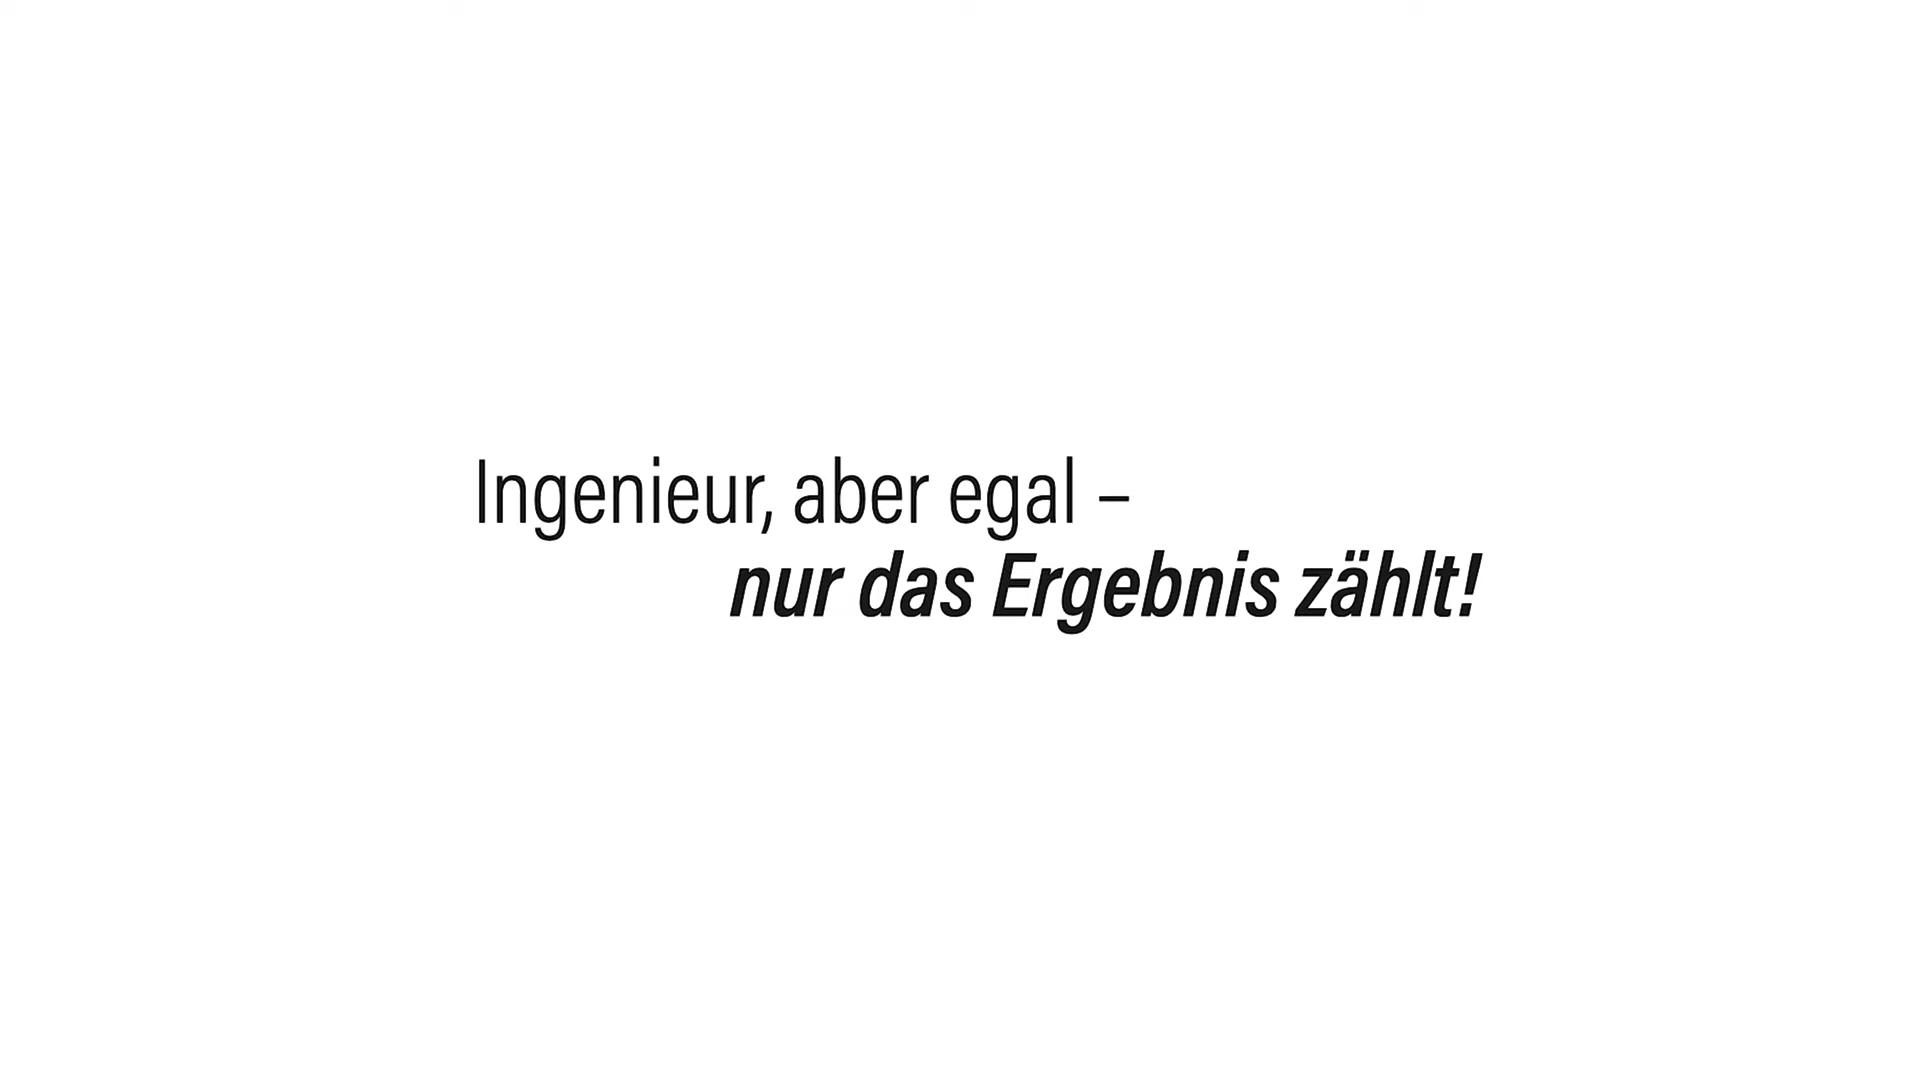 Ingenieur, aber egal –
nur das Ergebnis zählt!